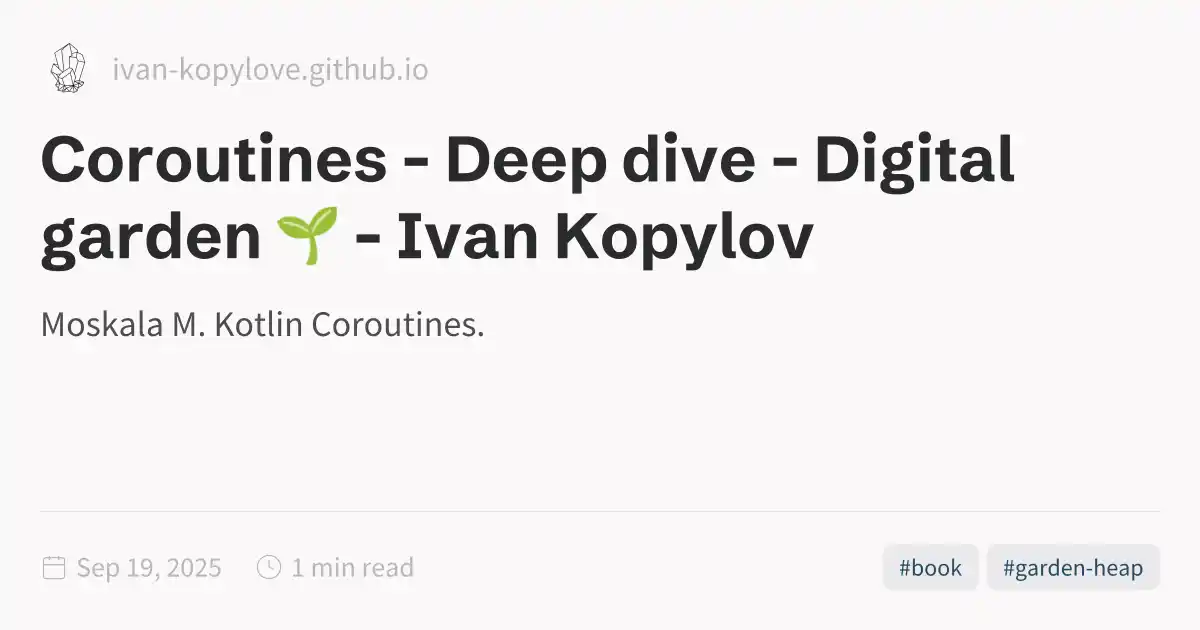 ivan-kopylove.github.io
Coroutines - Deep dive - Digital
garden 🌱 - Ivan Kopylov
Moskala M. Kotlin Coroutines.
Sep 19, 2025
1 min read
#book
#garden-heap